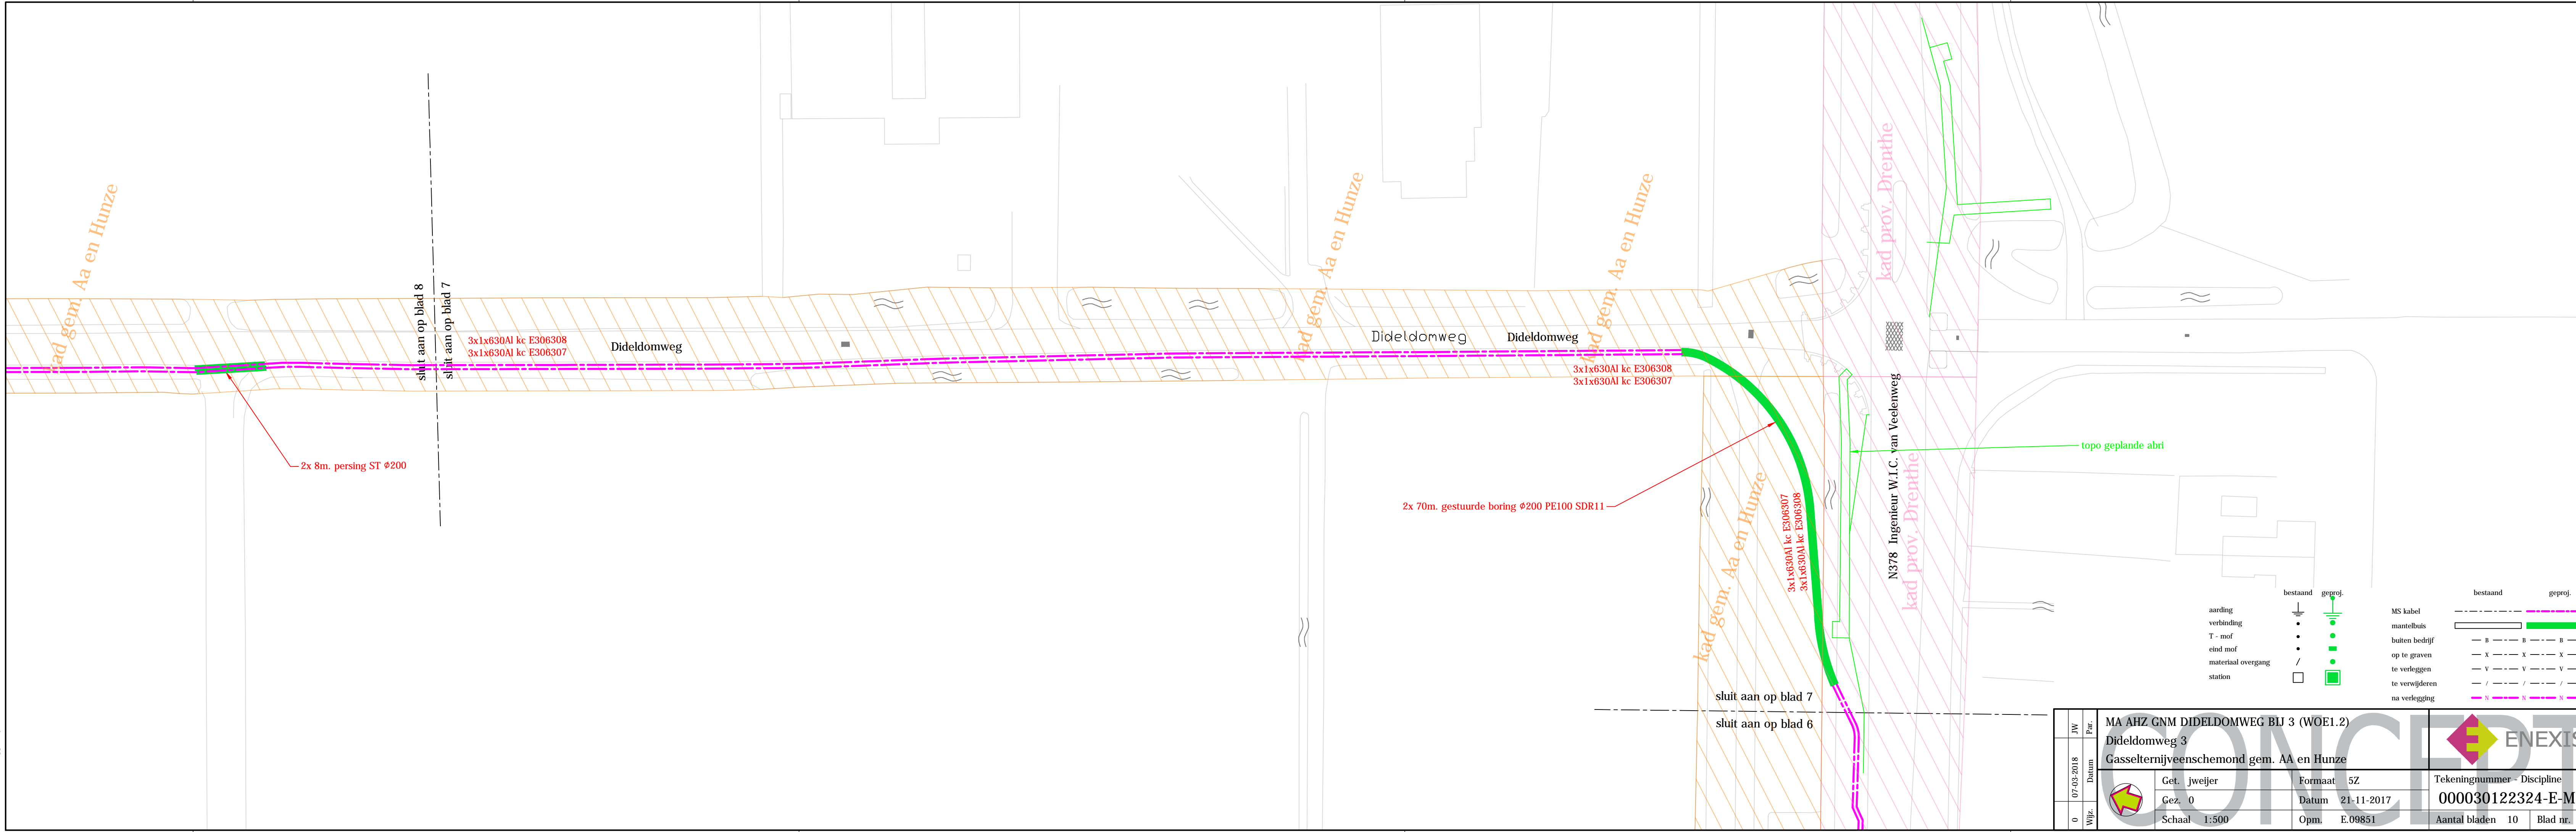 kad gem. Aa en Hunze
sluit aan op blad 8
sluit aan op blad 7
3x1x630Al kc E306308
3x1x630Al kc E306307
Dideldomweg
2x 8m. persing ST Φ200
kad gem. Aa en Hunze
Dideldomweg
Dideldomweg
kad gem. Aa en Hunze
3x1x630Al kc E306308
3x1x630Al kc E306307
kad prov. Drenthe
2x 70m. gestuurde boring Φ200 PE100 SDR11
kad gem. Aa en Hunze
3x1x630Al kc E306307
3x1x630Al kc E306308
N378 Ingenieur W.I.C. van Veelenweg
kad prov. Drenthe
topo geplande abri
sluit aan op blad 7
sluit aan op blad 6
bestaand geproj.
aarding
verbinding
T - mof
eind mof
materiaal overgang
station
bestaand geproj.
MS kabel
mantelbuis
buiten bedrijf B B B
op te graven X X X
te verleggen V V V
te verwijderen / / /
na verlegging N N N
CONCEPT
0 07-03-2018 JW
Wijz. Datum Par.
MA AHZ GNM DIDELDOMWEG BIJ 3 (WOE1.2)
Dideldomweg 3
Gasselternijveenschemond gem. AA en Hunze
ENEXIS
Get. jweijer Formaat 5Z
Gez. 0 Datum 21-11-2017
Schaal 1:500 Opm. E.09851
Tekeningnummer - Discipline
000030122324-E-M
Aantal bladen 10 Blad nr.